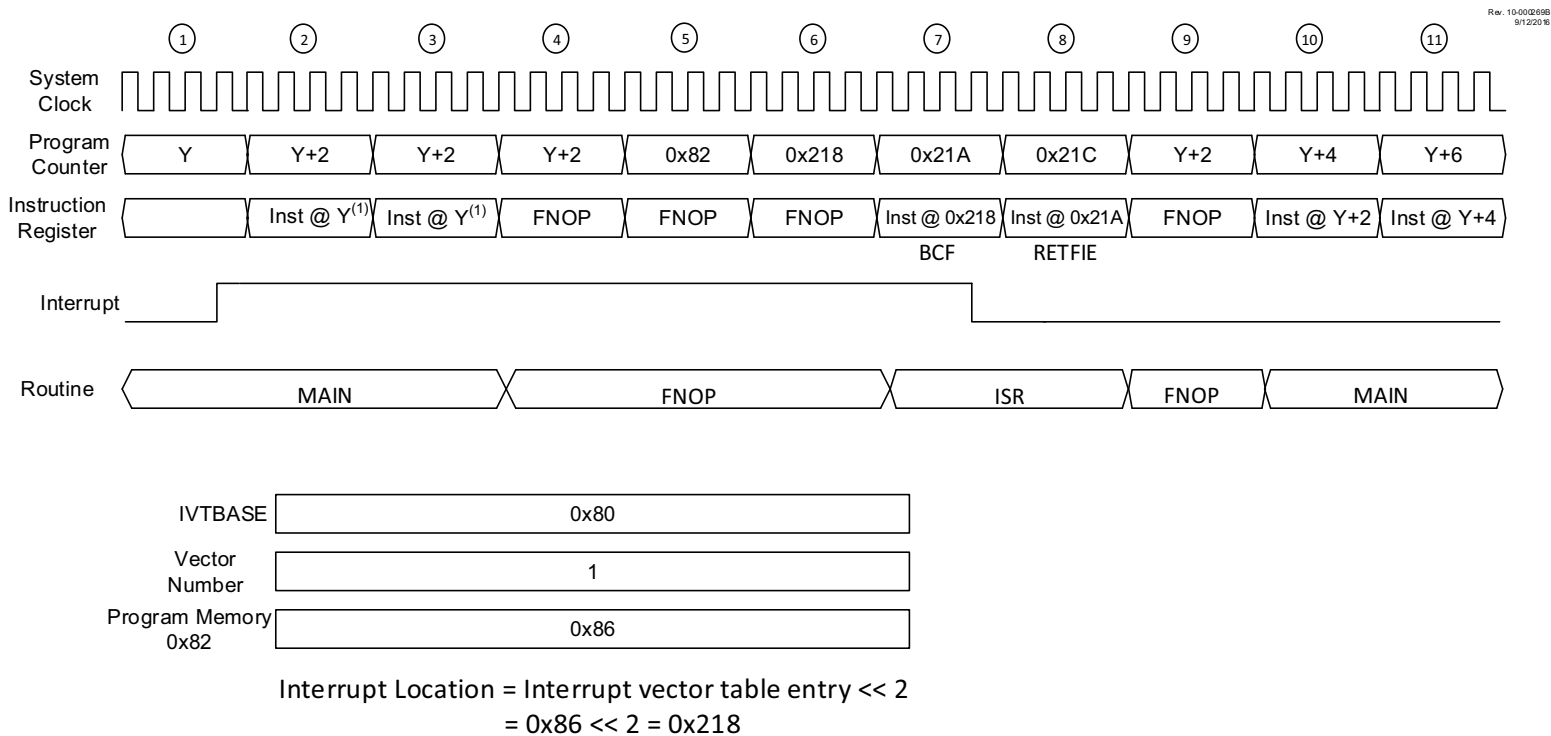 Rev. 10-000269B
9/12/2016
1 2 3 4 5 6 7 8 9 10 11
System
Clock
Program
Counter
Y Y+2 Y+2 Y+2 0x82 0x218 0x21A 0x21C Y+2 Y+4 Y+6
Instruction
Register
Inst @ Y(1) Inst @ Y(1) FNOP FNOP FNOP Inst @ 0x218 Inst @ 0x21A FNOP Inst @ Y+2 Inst @ Y+4
BCF RETFIE
Interrupt
Routine MAIN FNOP ISR FNOP MAIN
IVTBASE 0x80
Vector
Number
1
Program Memory
0x82
0x86
Interrupt Location = Interrupt vector table entry << 2
= 0x86 << 2 = 0x218